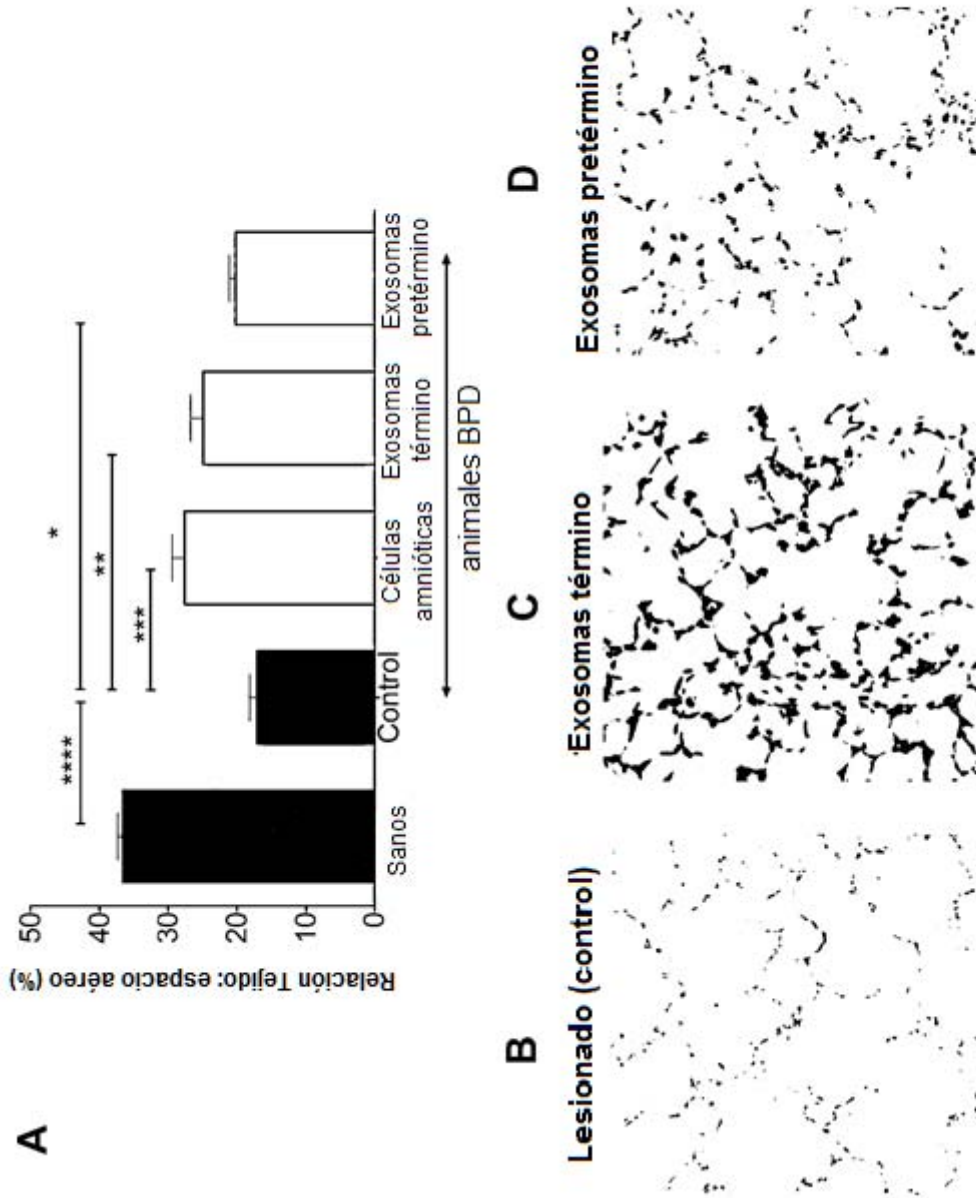 A
Relación Tejido: espacio aéreo (%)
50
40
30
20
10
0
****
*
**
***
Sanos
Control
Células
amnióticas
Exosomas
término
Exosomas
pretérmino
animales BPD
B
Lesionado (control)
C
Exosomas término
D
Exosomas pretérmino